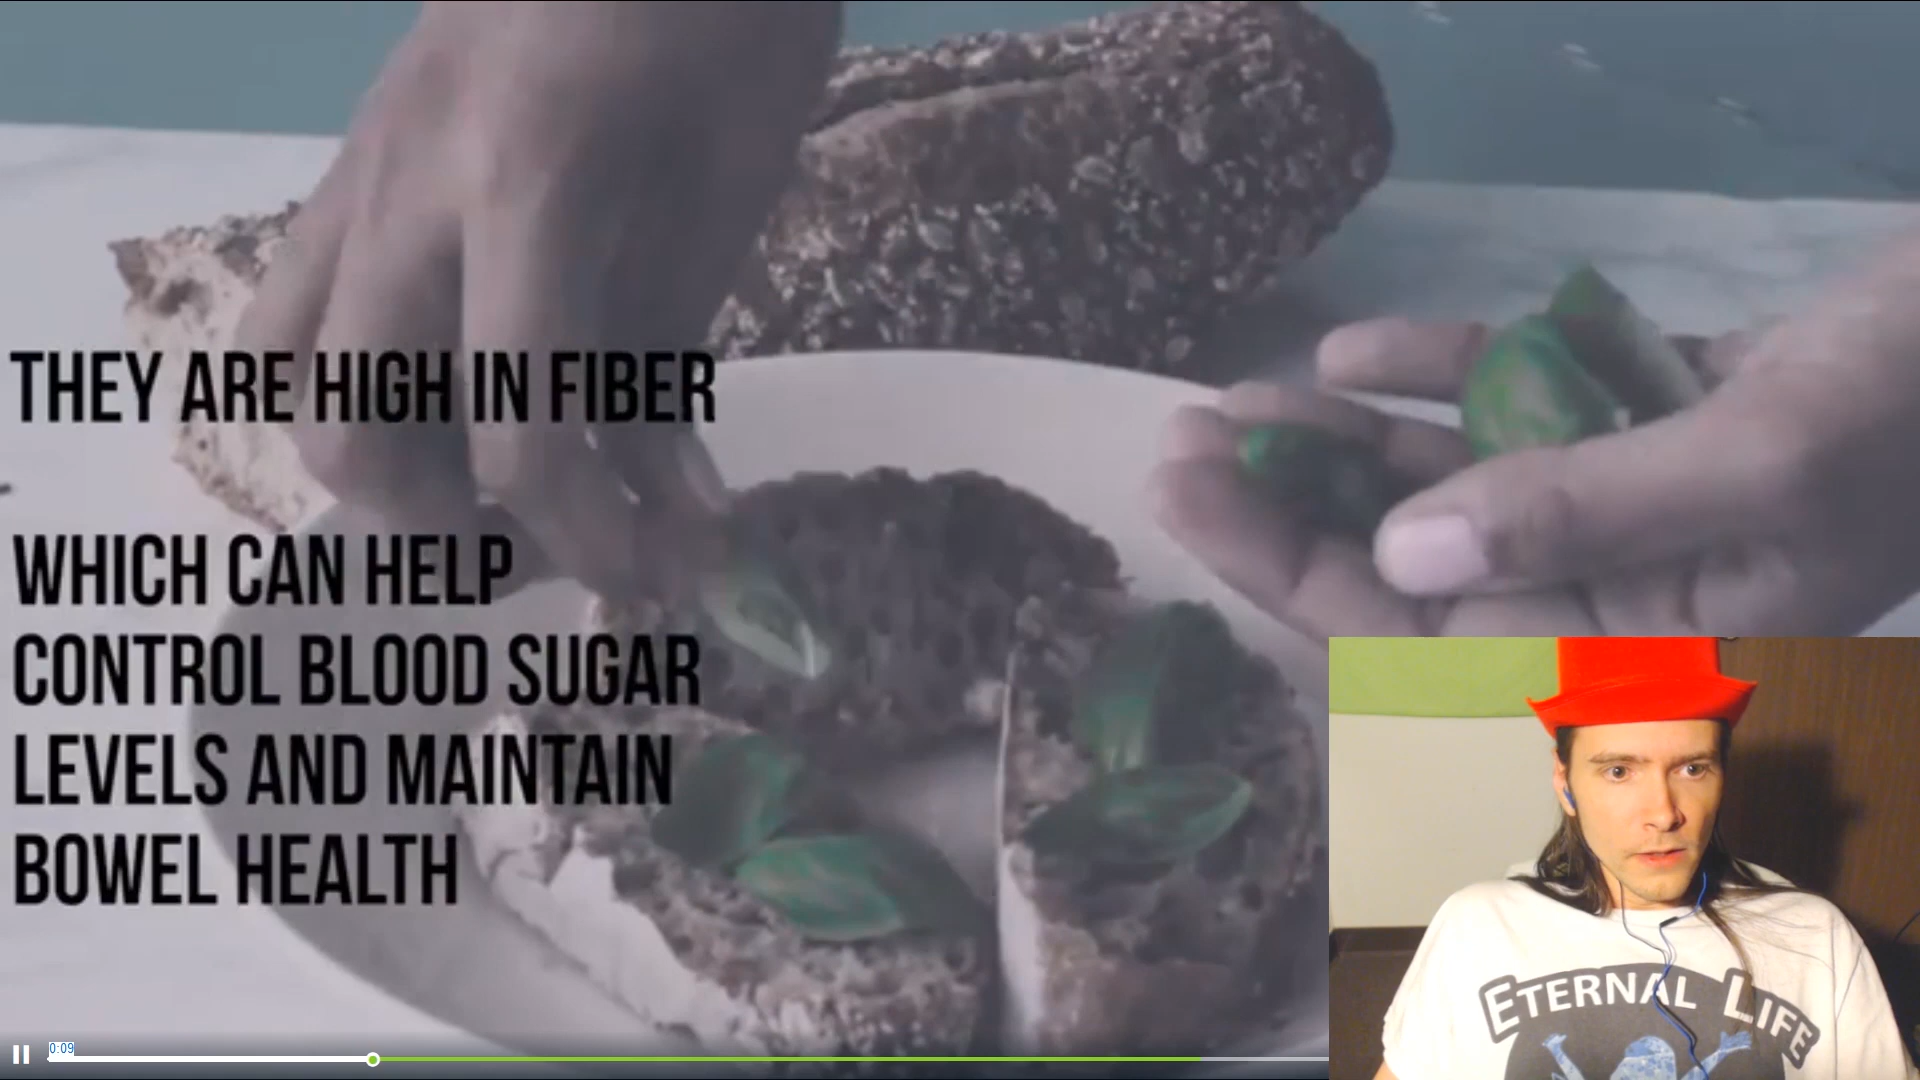 THEY ARE HIGH IN FIBER
WHICH CAN HELP
CONTROL BLOOD SUGAR
LEVELS AND MAINTAIN
BOWEL HEALTH
0:09
ETERNAL LIFE